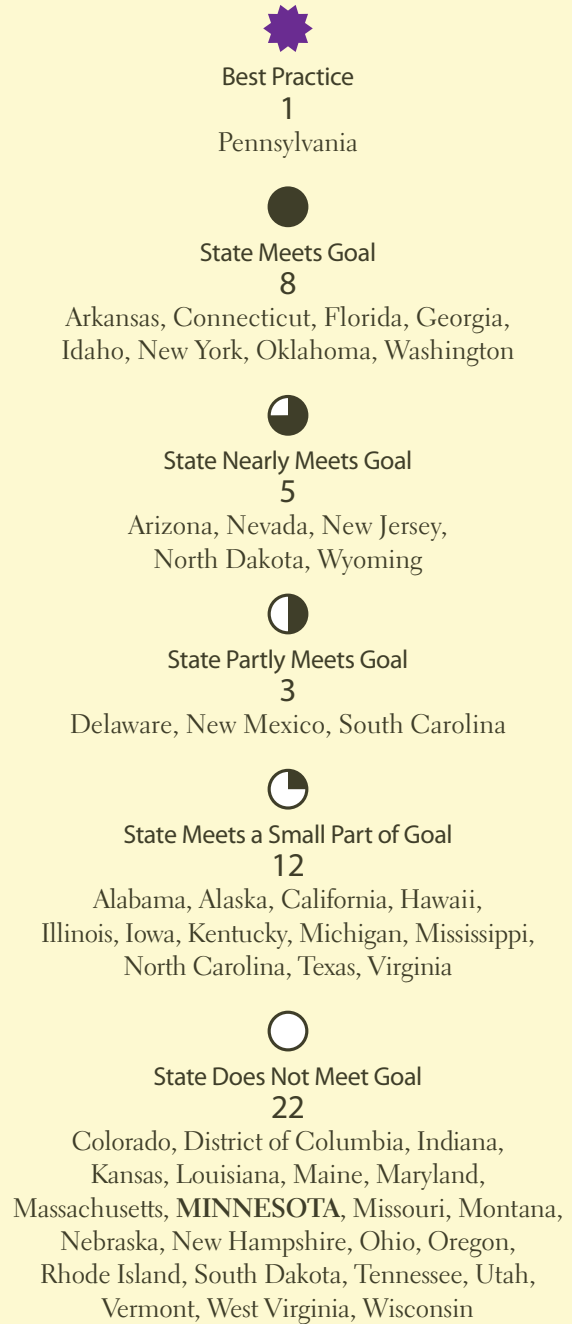 Best Practice
1
Pennsylvania
State Meets Goal
8
Arkansas, Connecticut, Florida, Georgia,
Idaho, New York, Oklahoma, Washington
State Nearly Meets Goal
5
Arizona, Nevada, New Jersey,
North Dakota, Wyoming
State Partly Meets Goal
3
Delaware, New Mexico, South Carolina
State Meets a Small Part of Goal
12
Alabama, Alaska, California, Hawaii,
Illinois, Iowa, Kentucky, Michigan, Mississippi,
North Carolina, Texas, Virginia
State Does Not Meet Goal
22
Colorado, District of Columbia, Indiana,
Kansas, Louisiana, Maine, Maryland,
Massachusetts, MINNESOTA, Missouri, Montana,
Nebraska, New Hampshire, Ohio, Oregon,
Rhode Island, South Dakota, Tennessee, Utah,
Vermont, West Virginia, Wisconsin